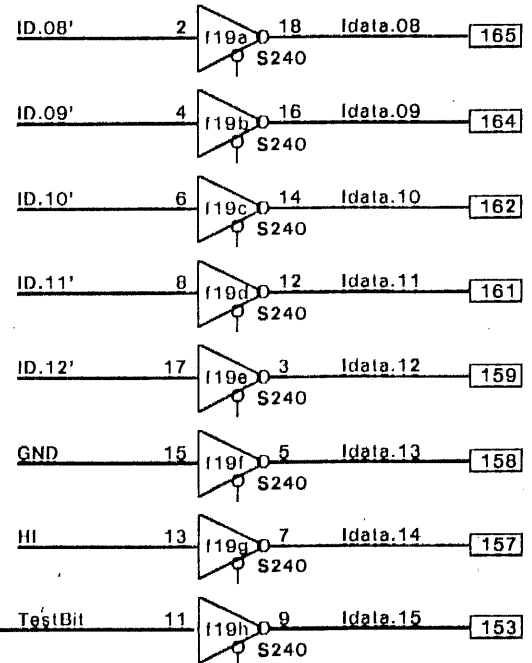 ID.08' 2 f19a 18 Idata.08 165
S240
ID.09' 4 f19b 16 Idata.09 164
S240
ID.10' 6 f19c 14 Idata.10 162
S240
ID.11' 8 f19d 12 Idata.11 161
S240
ID.12' 17 f19e 3 Idata.12 159
S240
GND 15 f19f 5 Idata.13 158
S240
HI 13 f19g 7 Idata.14 157
S240
TestBit 11 f19h 9 Idata.15 153
S240